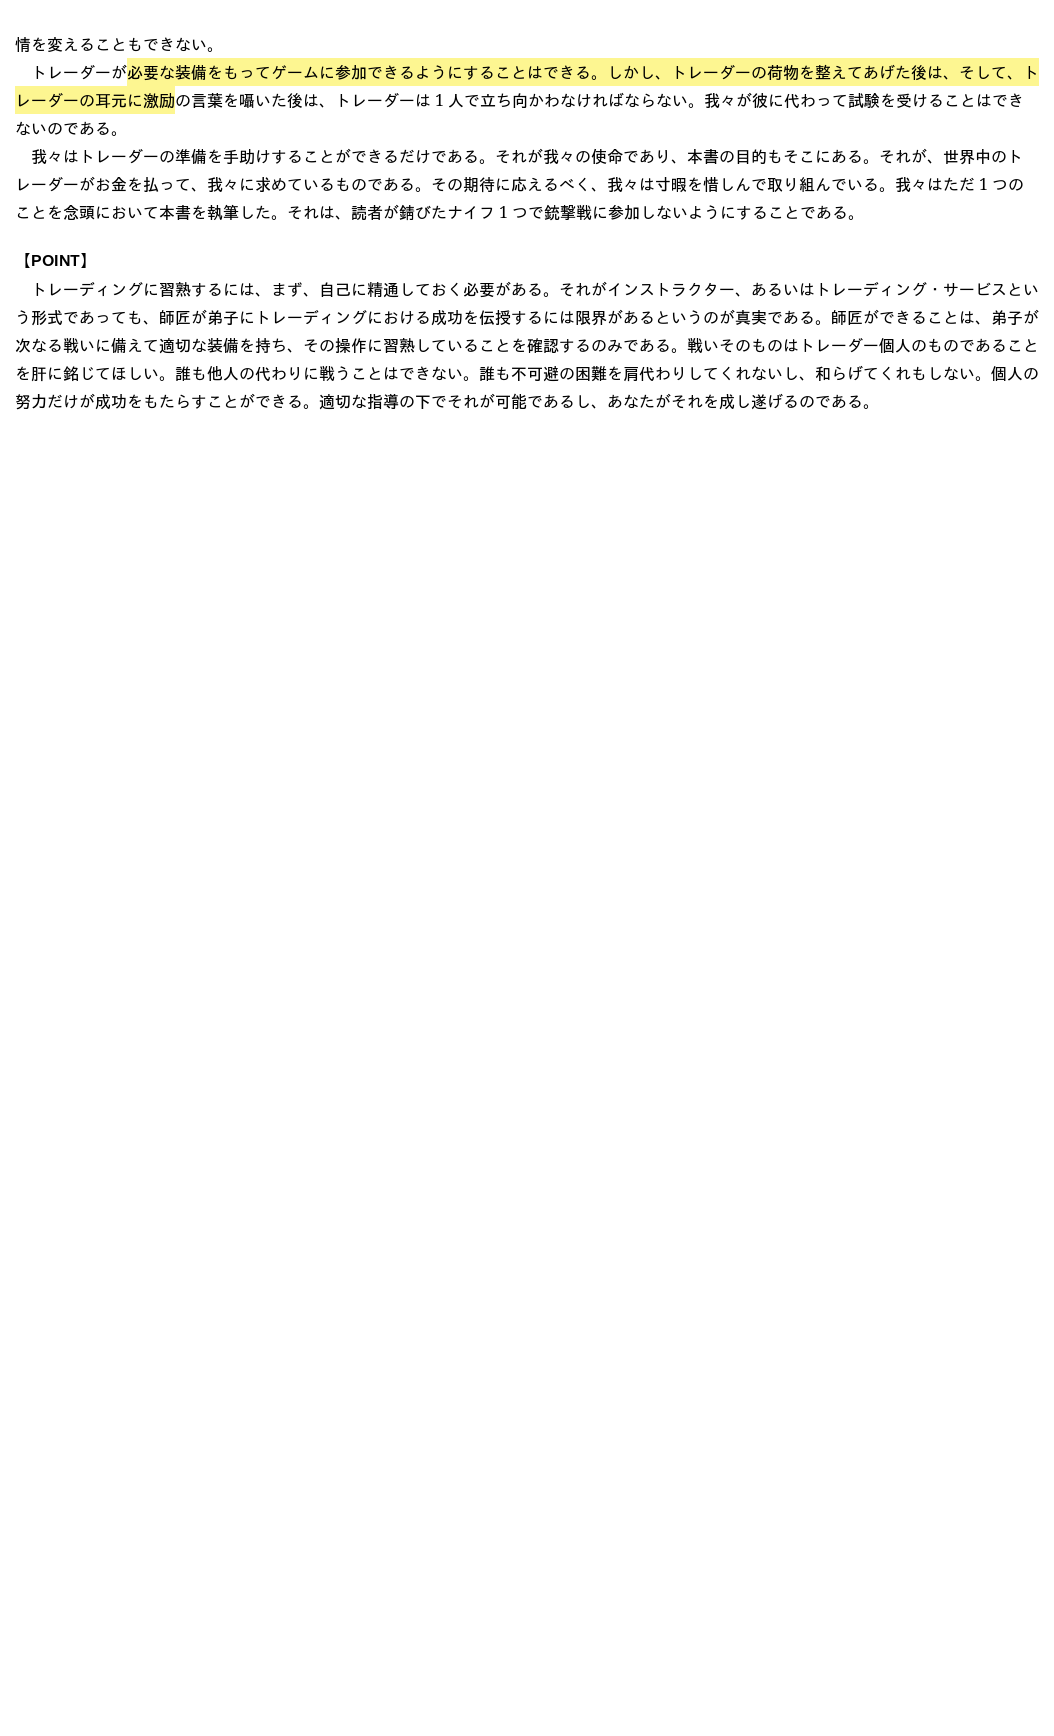 情を変えることもできない。
　トレーダーが必要な装備をもってゲームに参加できるようにすることはできる。しかし、トレーダーの荷物を整えてあげた後は、そして、ト
レーダーの耳元に激励の言葉を囁いた後は、トレーダーは１人で立ち向かわなければならない。我々が彼に代わって試験を受けることはでき
ないのである。
　我々はトレーダーの準備を手助けすることができるだけである。それが我々の使命であり、本書の目的もそこにある。それが、世界中のト
レーダーがお金を払って、我々に求めているものである。その期待に応えるべく、我々は寸暇を惜しんで取り組んでいる。我々はただ１つの
ことを念頭において本書を執筆した。それは、読者が錆びたナイフ１つで銃撃戦に参加しないようにすることである。
【POINT】
　トレーディングに習熟するには、まず、自己に精通しておく必要がある。それがインストラクター、あるいはトレーディング・サービスとい
う形式であっても、師匠が弟子にトレーディングにおける成功を伝授するには限界があるというのが真実である。師匠ができることは、弟子が
次なる戦いに備えて適切な装備を持ち、その操作に習熟していることを確認するのみである。戦いそのものはトレーダー個人のものであること
を肝に銘じてほしい。誰も他人の代わりに戦うことはできない。誰も不可避の困難を肩代わりしてくれないし、和らげてくれもしない。個人の
努力だけが成功をもたらすことができる。適切な指導の下でそれが可能であるし、あなたがそれを成し遂げるのである。